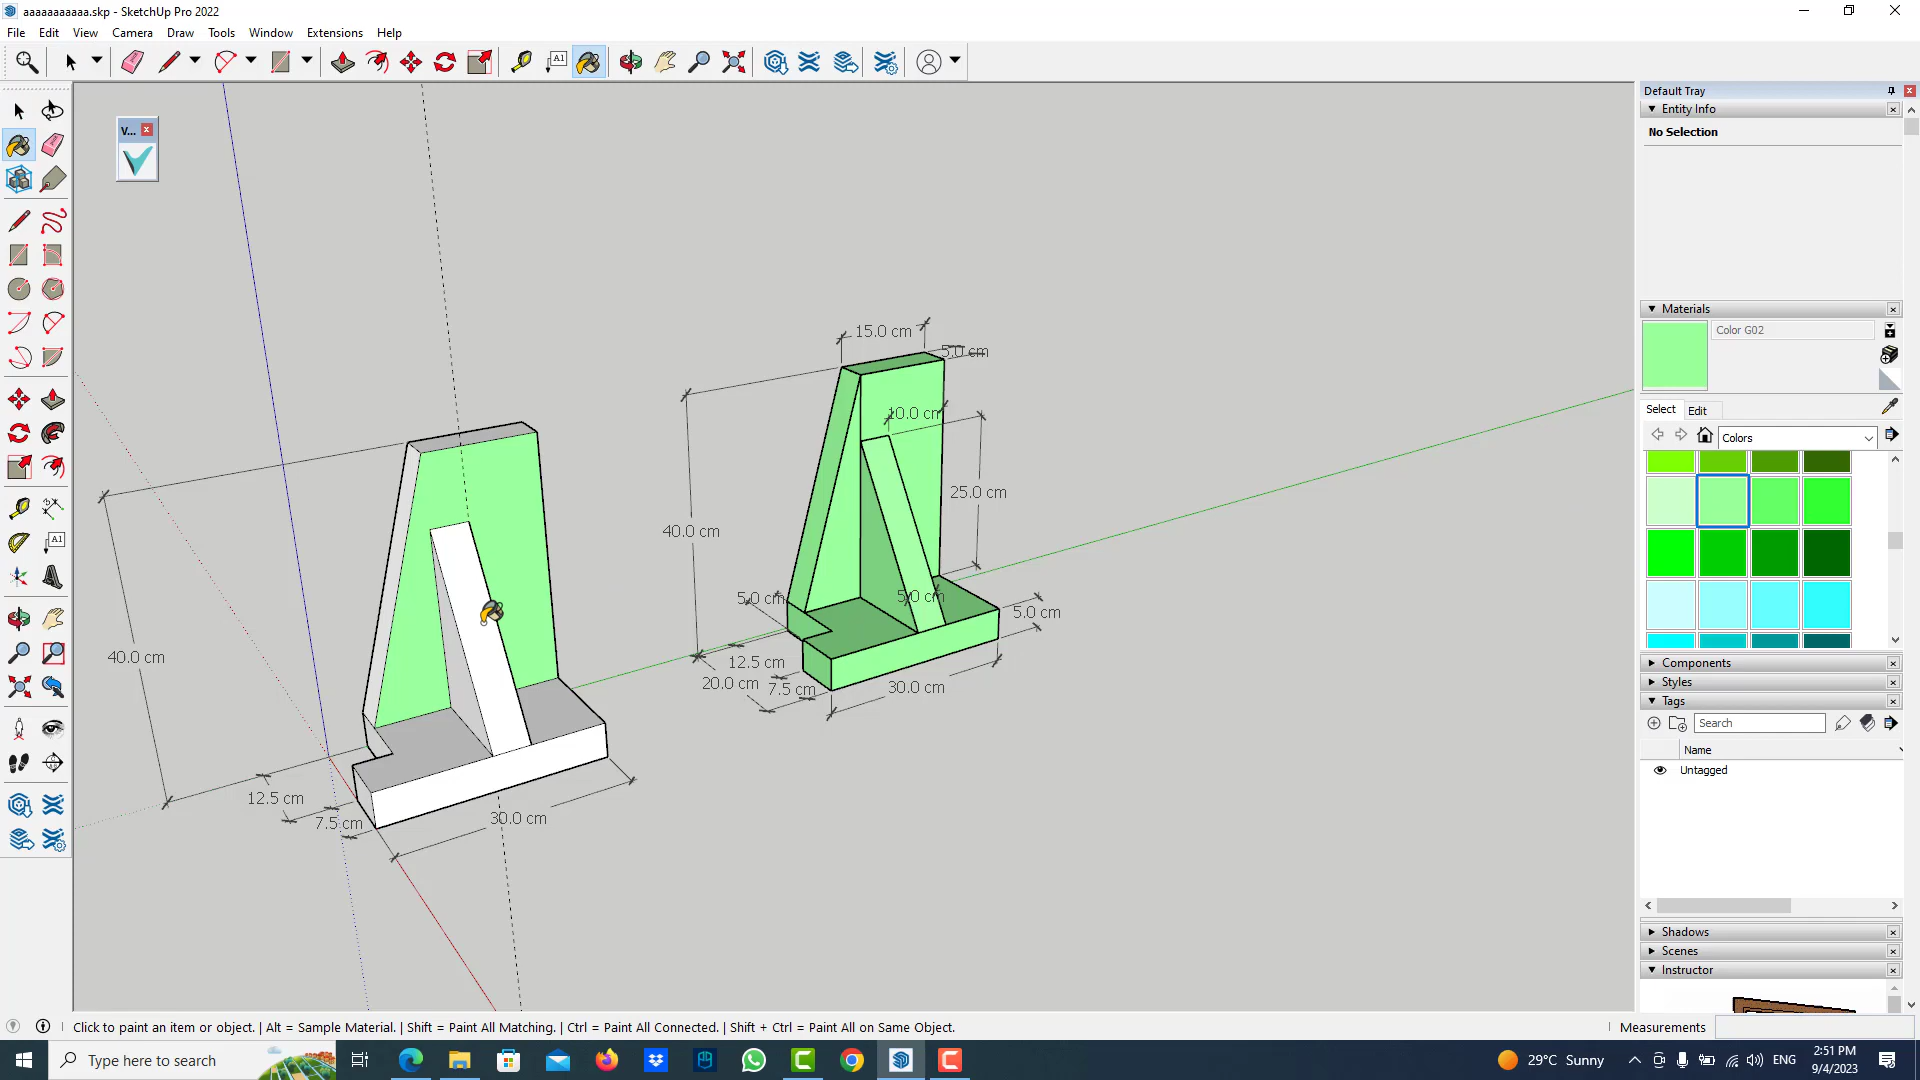 aaaaaaaaaaa.skp - SketchUp Pro 2022
File Edit View Camera Draw Tools Window Extensions Help
Default Tray
Entity Info
No Selection
V...
Materials
Color G02
Select Edit
Colors
15.0 cm
5.0 cm
10.0 cm
25.0 cm
40.0 cm
5.0 cm
5.0 cm
5.0 cm
12.5 cm
20.0 cm
7.5 cm
30.0 cm
40.0 cm
12.5 cm
7.5 cm
30.0 cm
A1
A1
Components
Styles
Tags
Search
Name
Untagged
Shadows
Scenes
Instructor
Click to paint an item or object. | Alt = Sample Material. | Shift = Paint All Matching. | Ctrl = Paint All Connected. | Shift + Ctrl = Paint All on Same Object.
Measurements
Type here to search
29°C Sunny
ENG
2:51 PM
9/4/2023